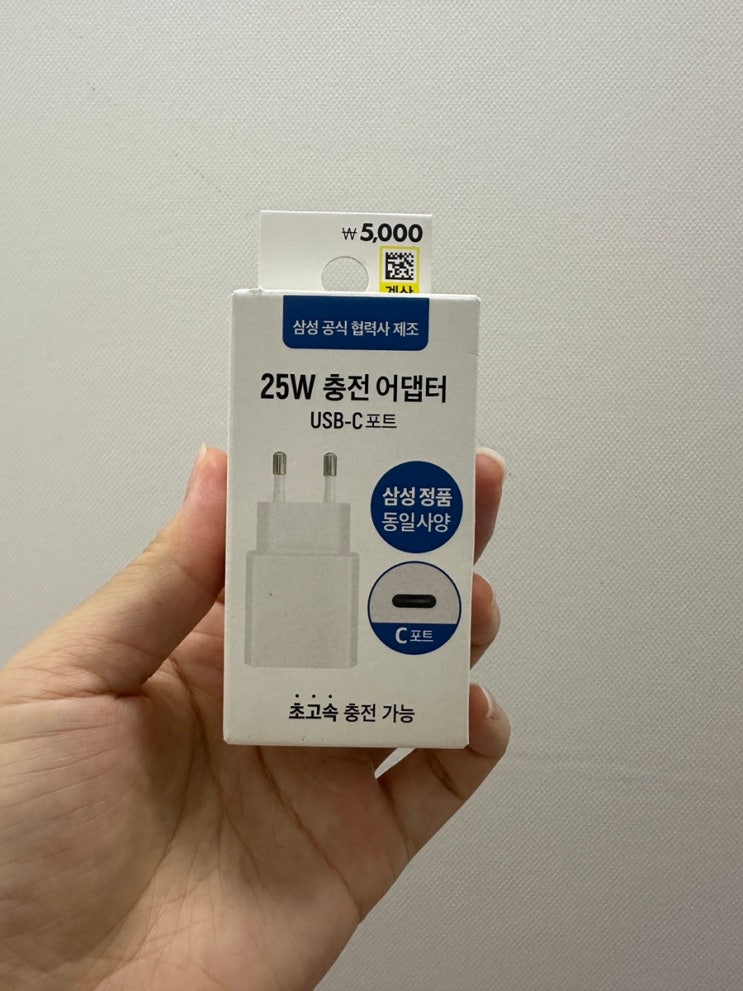 ₩5,000
계산
삼성 공식 협력사 제조
25W 충전 어댑터
USB-C 포트
삼성 정품
동일사양
C 포트
초고속 충전 가능